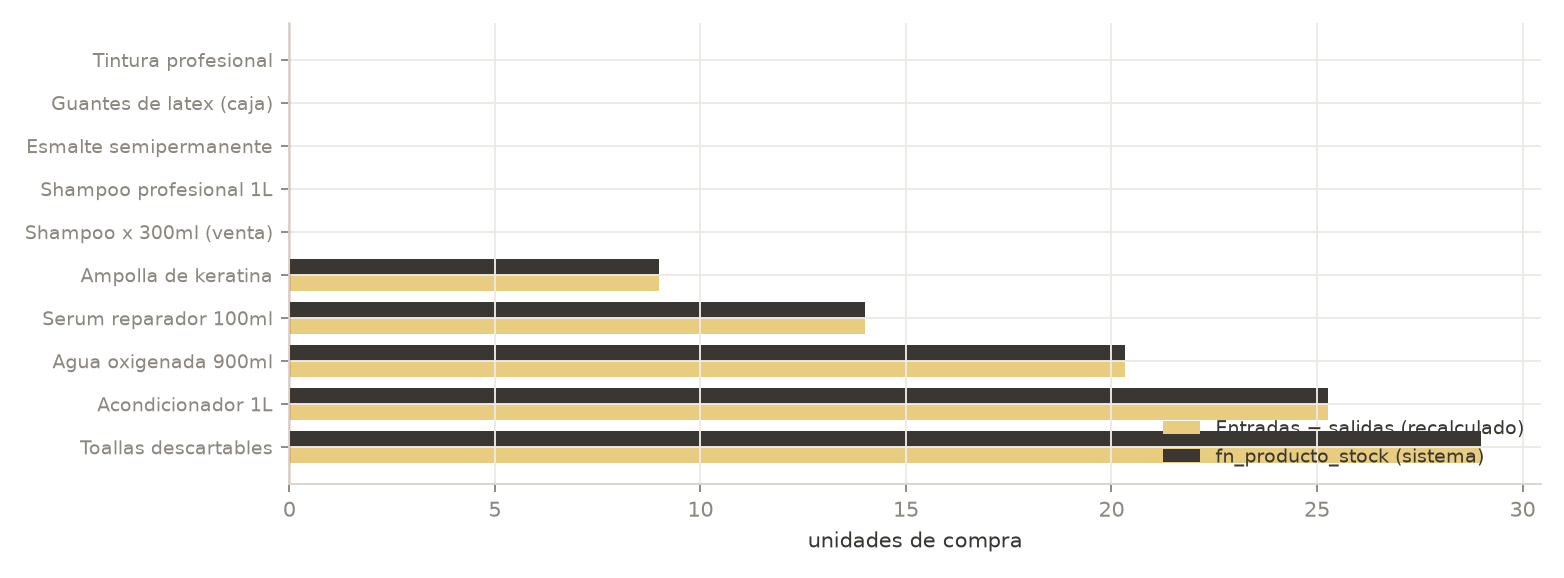 Tintura profesional
Guantes de latex (caja)
Esmalte semipermanente
Shampoo profesional 1L
Shampoo x 300ml (venta)
Ampolla de keratina
Serum reparador 100ml
Agua oxigenada 900ml
Acondicionador 1L
Toallas descartables
Entradas − salidas (recalculado)
fn_producto_stock (sistema)
0 5 10 15 20 25 30
unidades de compra